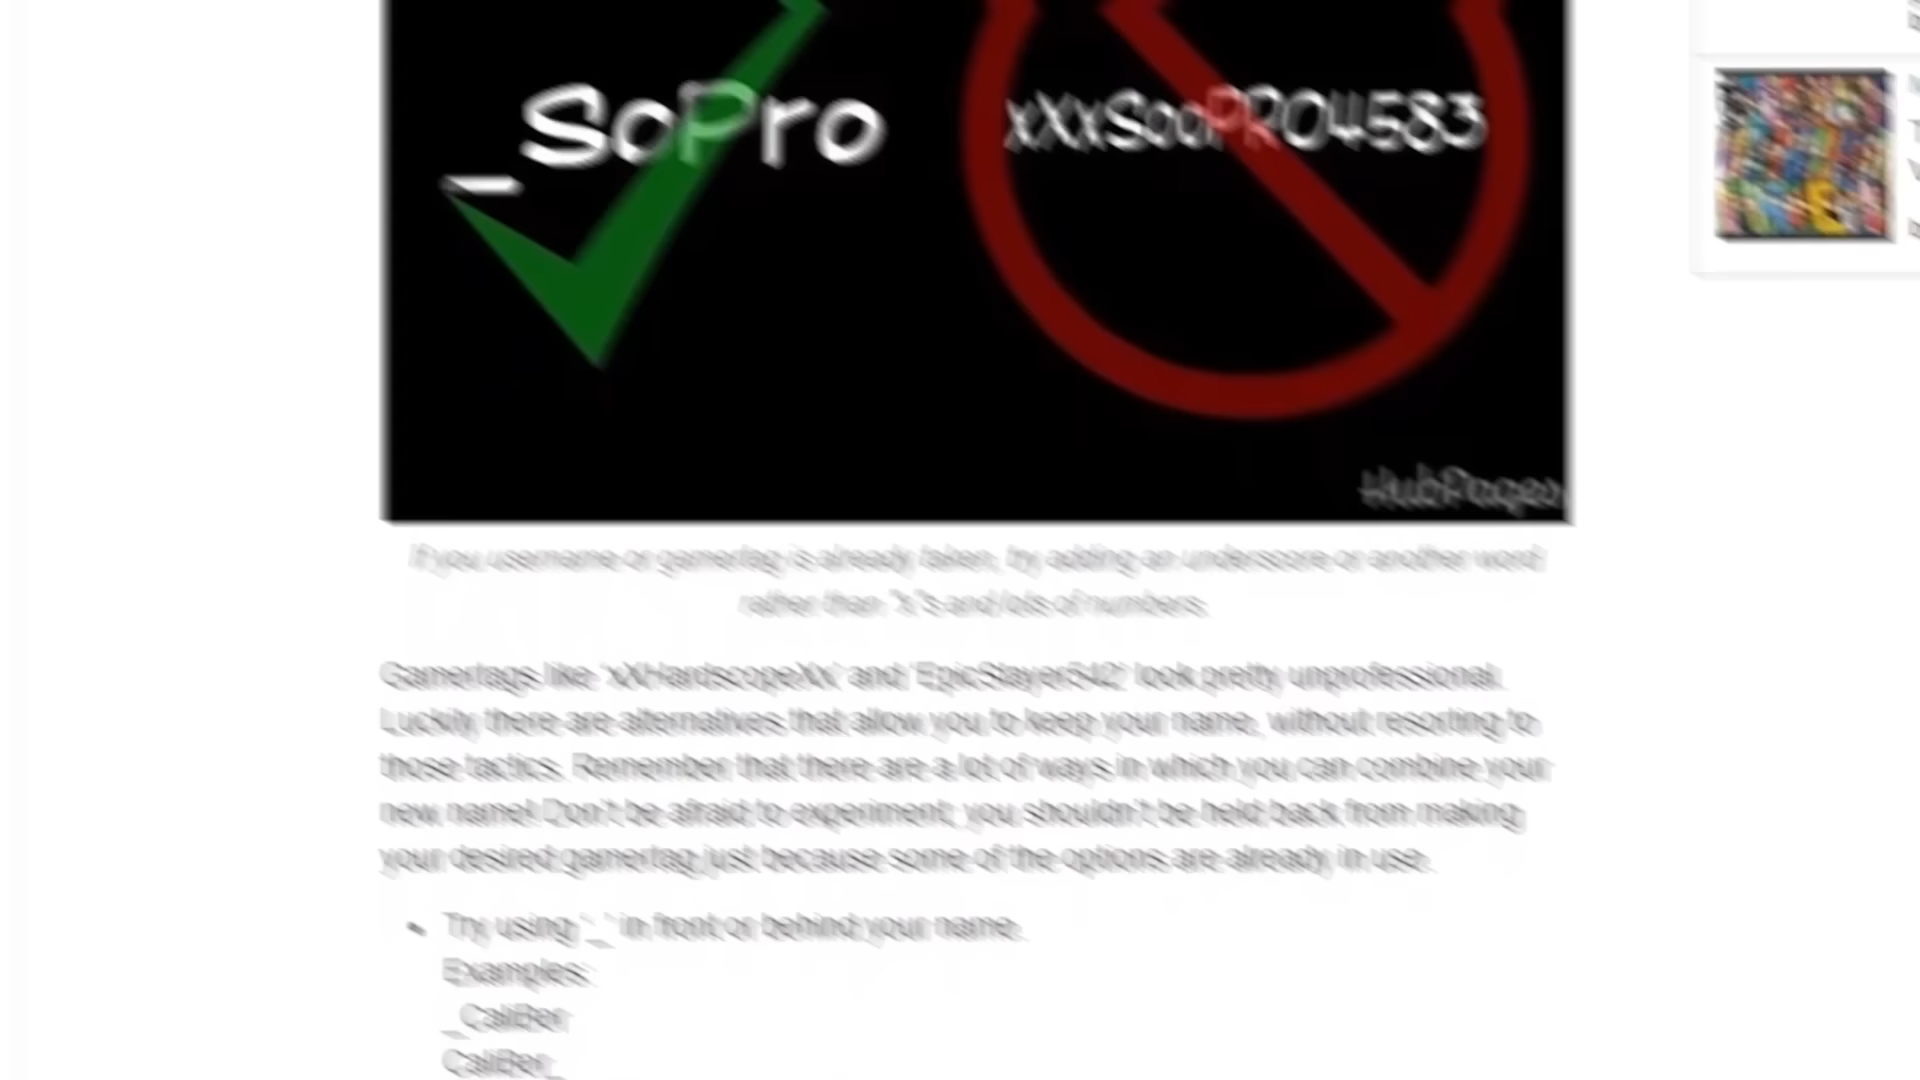 _SoPro
xXxSooPRO4583
HubPages
If you username or gamertag is already taken, try adding an underscore or another word
rather than 'x's and lots of numbers.
Gamertags like 'xXHardscopeXx' and 'EpicSlayer542' look pretty unprofessional.
Luckily there are alternatives that allow you to keep your name, without resorting to
those tactics. Remember that there are a lot of ways in which you can combine your
new name! Don't be afraid to experiment; you shouldn't be held back from making
your desired gamertag just because some of the options are already in use.
• Try using '_' in front or behind your name.
Examples:
_CaliBer
CaliBer_